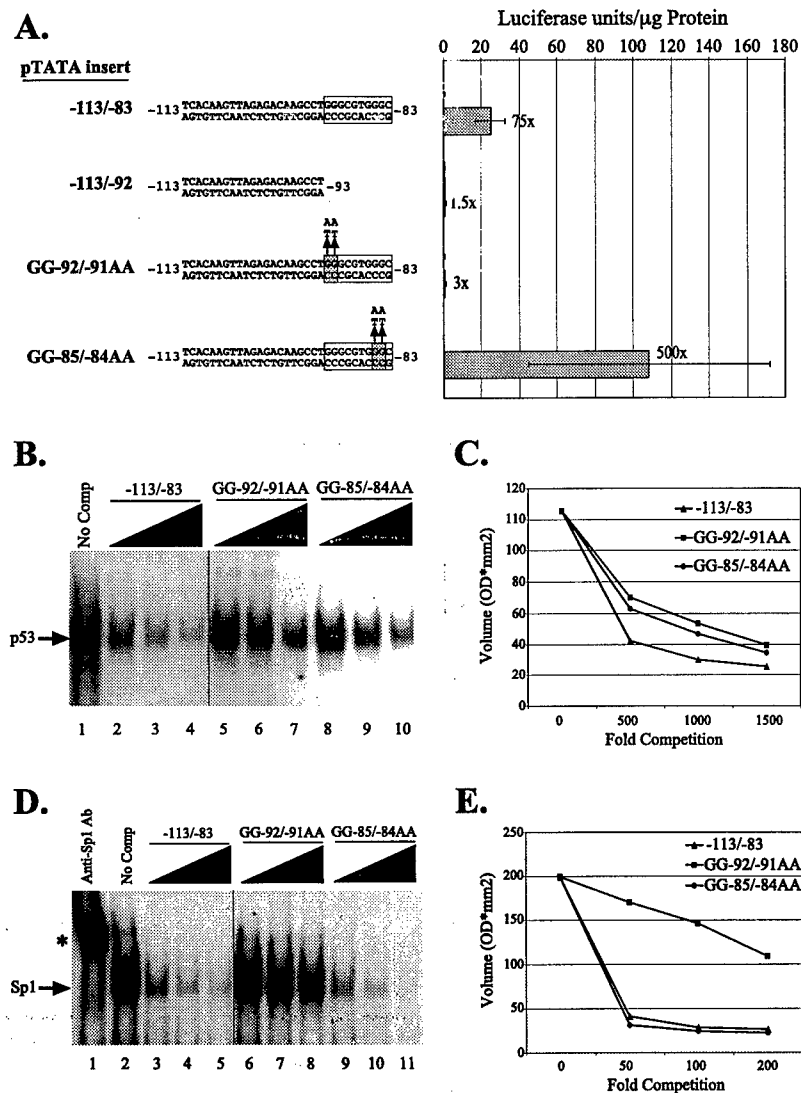 A.
Luciferase units/µg Protein
0 20 40 60 80 100 120 140 160 180
pTATA insert
-113/-83
-113
TCACAAGTTAGAGACAAGCCTGGGCGTGGGC
AGTGTTCAATCTCTGTTCGGACCCGCACCCG
-83
75x
-113/-92
-113
TCACAAGTTAGAGACAAGCCT
AGTGTTCAATCTCTGTTCGGA
-93
1.5x
AA
TT
GG-92/-91AA
-113
TCACAAGTTAGAGACAAGCCTGGGCGTGGGC
AGTGTTCAATCTCTGTTCGGACCCGCACCCG
-83
3x
AA
TT
GG-85/-84AA
-113
TCACAAGTTAGAGACAAGCCTGGGCGTGGGC
AGTGTTCAATCTCTGTTCGGACCCGCACCCG
-83
500x
B.
No Comp
-113/-83
GG-92/-91AA
GG-85/-84AA
p53
1 2 3 4 5 6 7 8 9 10
C.
Volume (OD*mm2)
120
110
80
60
40
20
0
-113/-83
GG-92/-91AA
GG-85/-84AA
0 500 1000 1500
Fold Competition
D.
Anti-Sp1 Ab
No Comp
-113/-83
GG-92/-91AA
GG-85/-84AA
*
Sp1
1 2 3 4 5 6 7 8 9 10 11
E.
Volume (OD*mm2)
250
200
150
100
50
0
-113/-83
GG-92/-91AA
GG-85/-84AA
0 50 100 200
Fold Competition